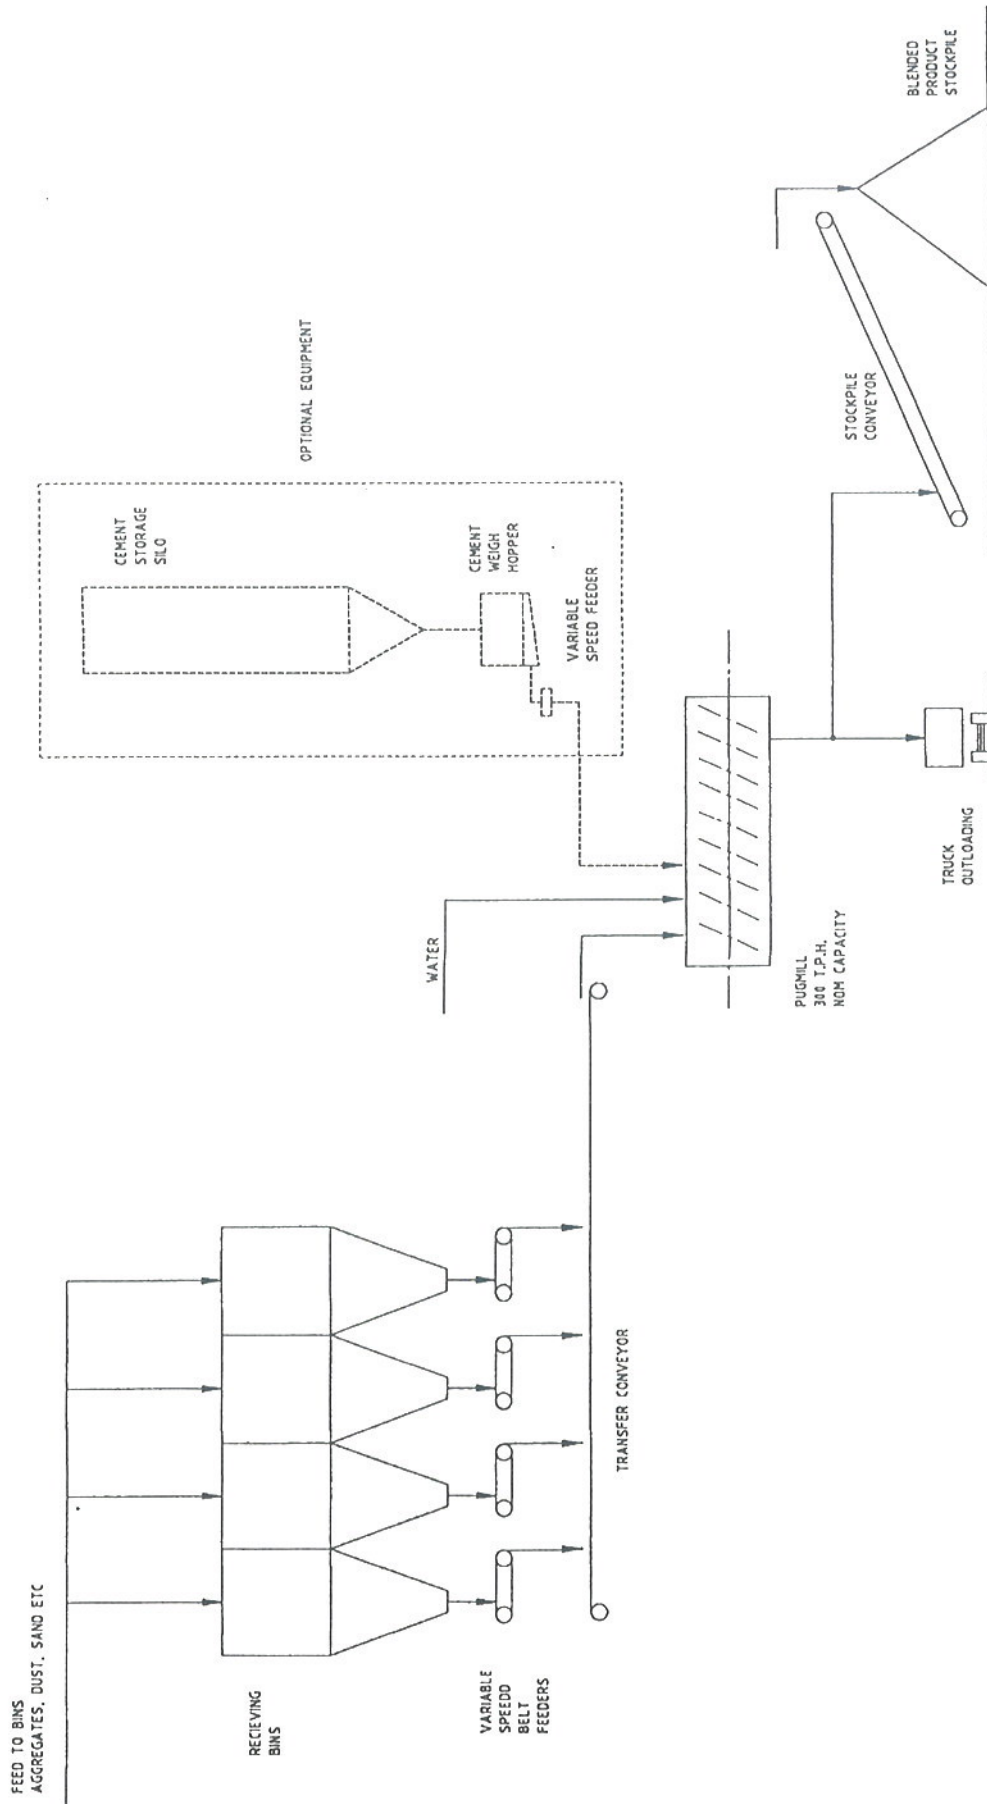 FEED TO BINS
AGGREGATES, DUST, SAND ETC
RECIEVING
BINS
VARIABLE
SPEEDD
BELT
FEEDERS
TRANSFER CONVEYOR
WATER
OPTIONAL EQUIPMENT
CEMENT
STORAGE
SILO
CEMENT
WEIGH
HOPPER
VARIABLE
SPEED FEEDER
PUGMILL
300 T.P.H.
NOM CAPACITY
TRUCK
OUTLOADING
STOCKPILE
CONVEYOR
BLENDED
PRODUCT
STOCKPILE